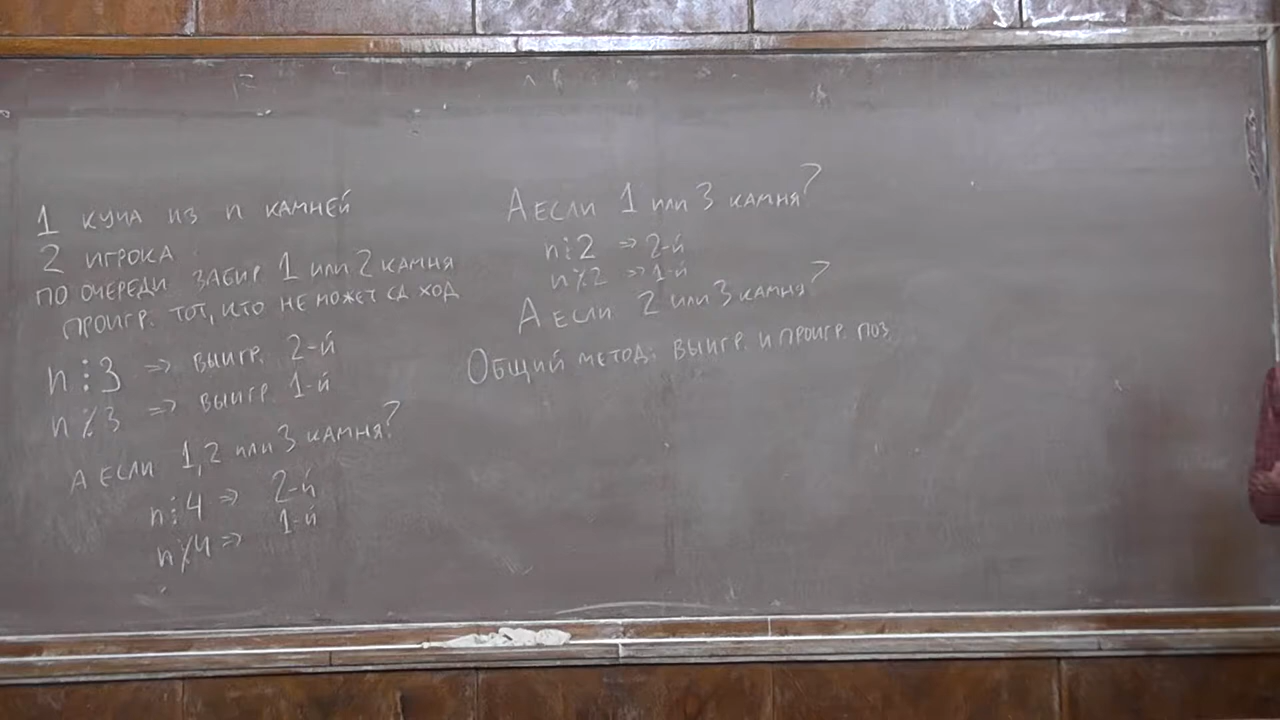 1 куча из n камней
2 игрока
по очереди забир 1 или 2 камня
проигр. тот, кто не может сд ход
n⋮3 => выигр. 2-й
n⋮̸3 => выигр. 1-й
А если 1,2 или 3 камня?
n⋮4 => 2-й
n⋮̸4 => 1-й
А если 1 или 3 камня?
n⋮2 => 2-й
n⋮̸2 => 1-й
А если 2 или 3 камня?
Общий метод: выигр. и проигр. поз